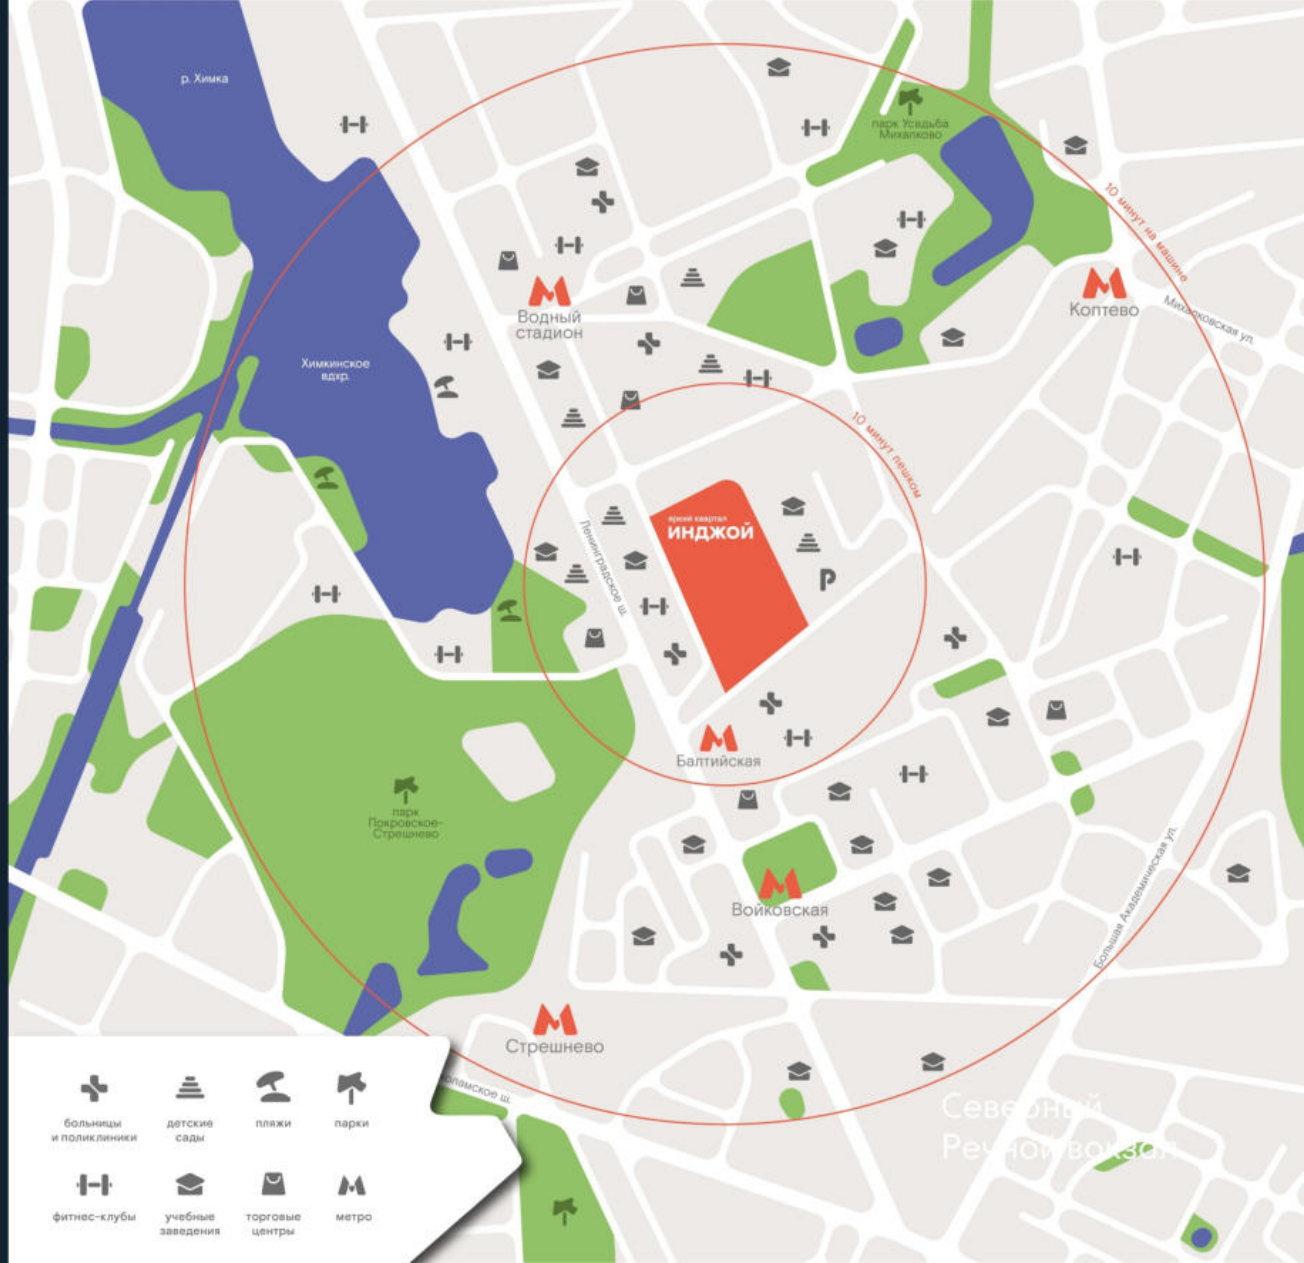 р. Химка
парк Усадьба
Михалково
10 минут на машине
Водный
стадион
Коптево
Михалковская ул.
Химкинское
вдхр.
10 минут пешком
яркий квартал
ИНДЖОЙ
Ленинградское ш.
P
Балтийская
парк
Покровское-
Стрешнево
Войковская
Большая Академическая ул.
Стрешнево
оламское ш.
Северный
Речной вокзал
больницы
и поликлиники
детские
сады
пляжи
парки
фитнес-клубы
учебные
заведения
торговые
центры
метро